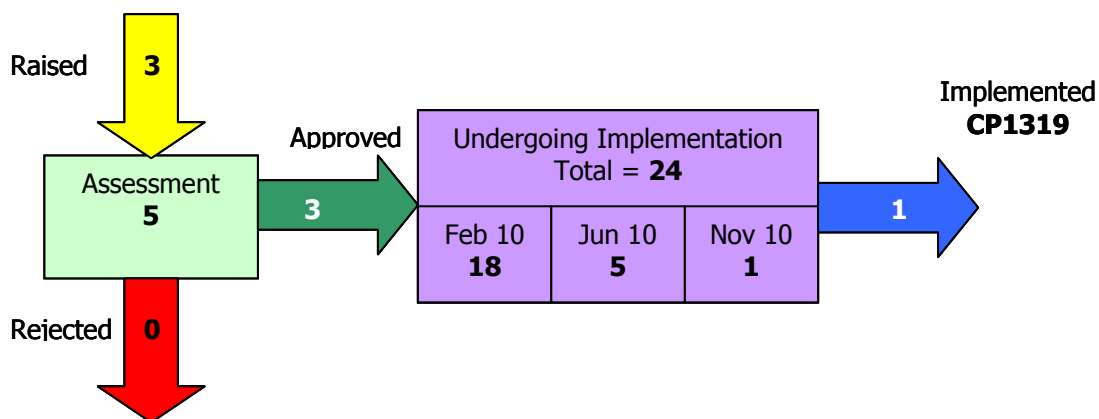 Raised
3
Assessment
5
Rejected
0
Approved
3
Undergoing Implementation
Total = 24
Feb 10
18
Jun 10
5
Nov 10
1
1
Implemented
CP1319